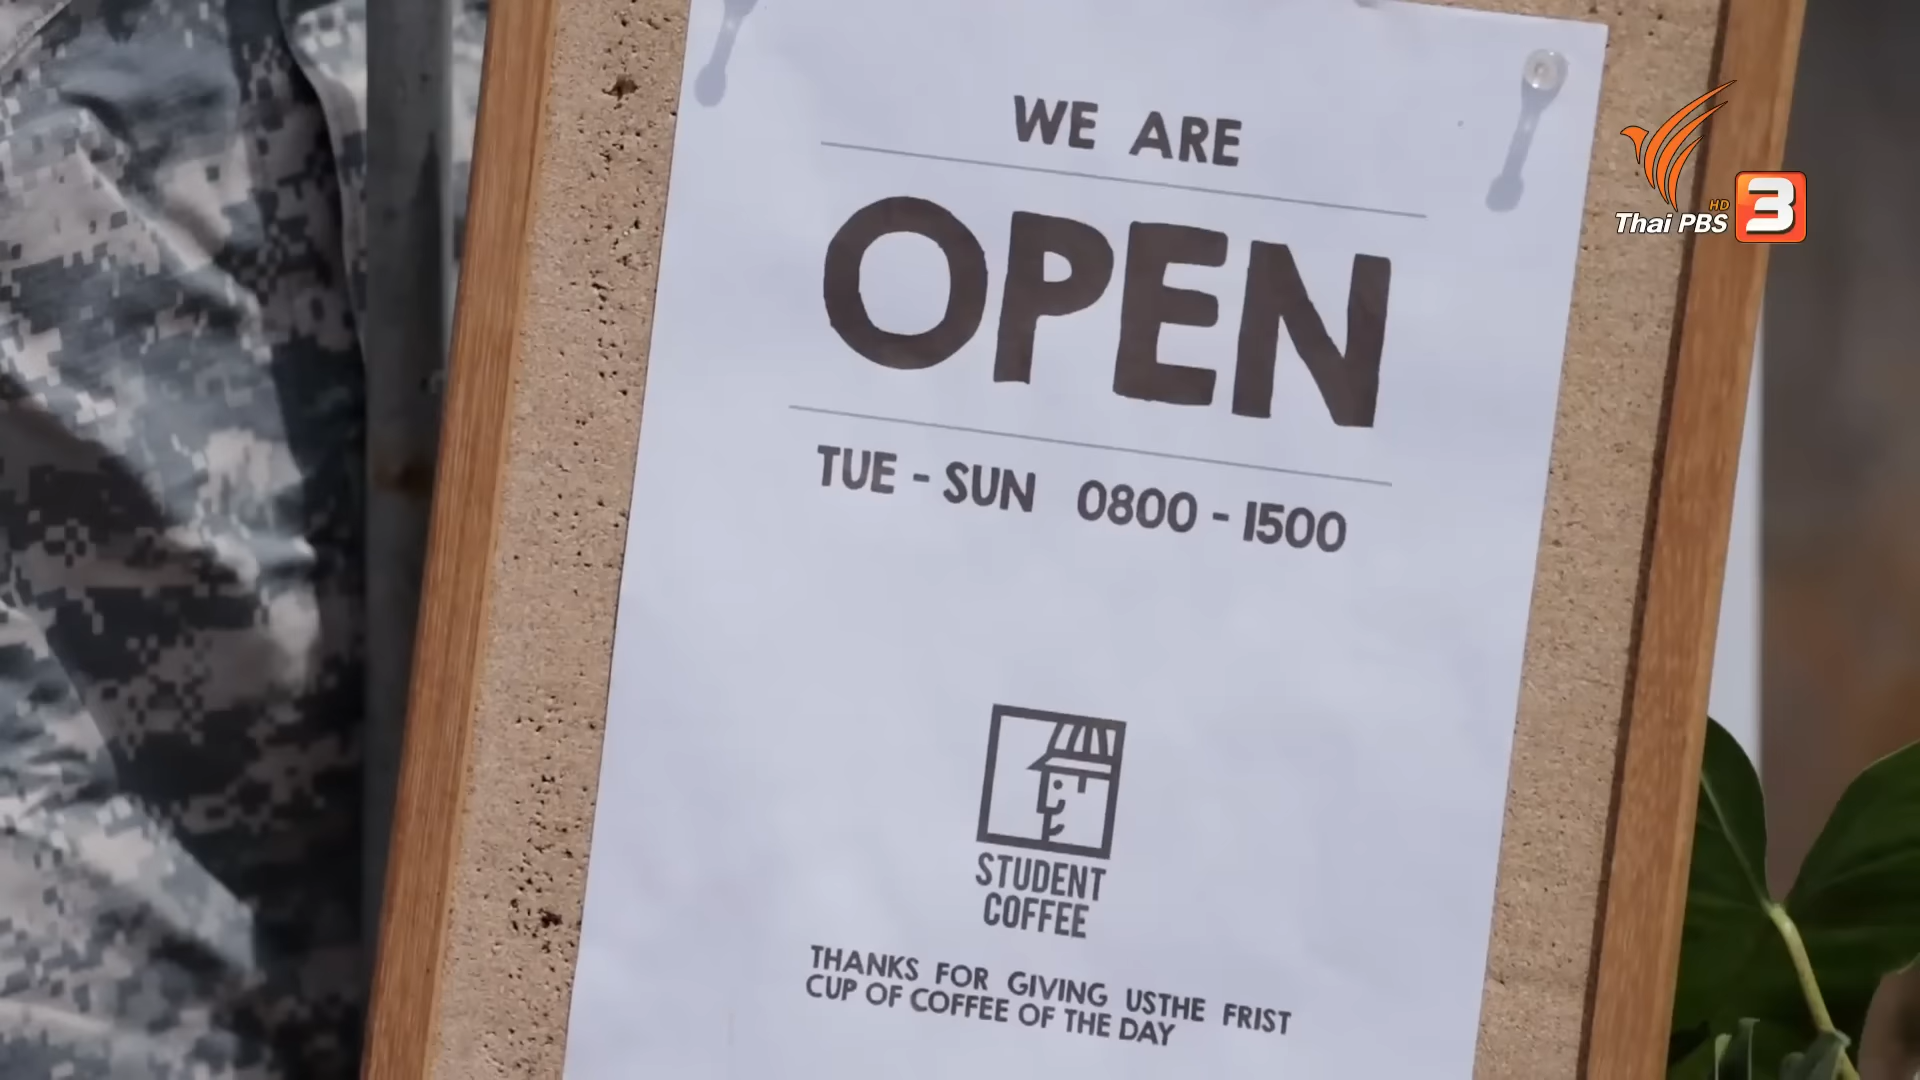 WE ARE
OPEN
TUE - SUN 0800 - 1500
STUDENT
COFFEE
THANKS FOR GIVING USTHE FRIST
CUP OF COFFEE OF THE DAY
HD
Thai PBS 3